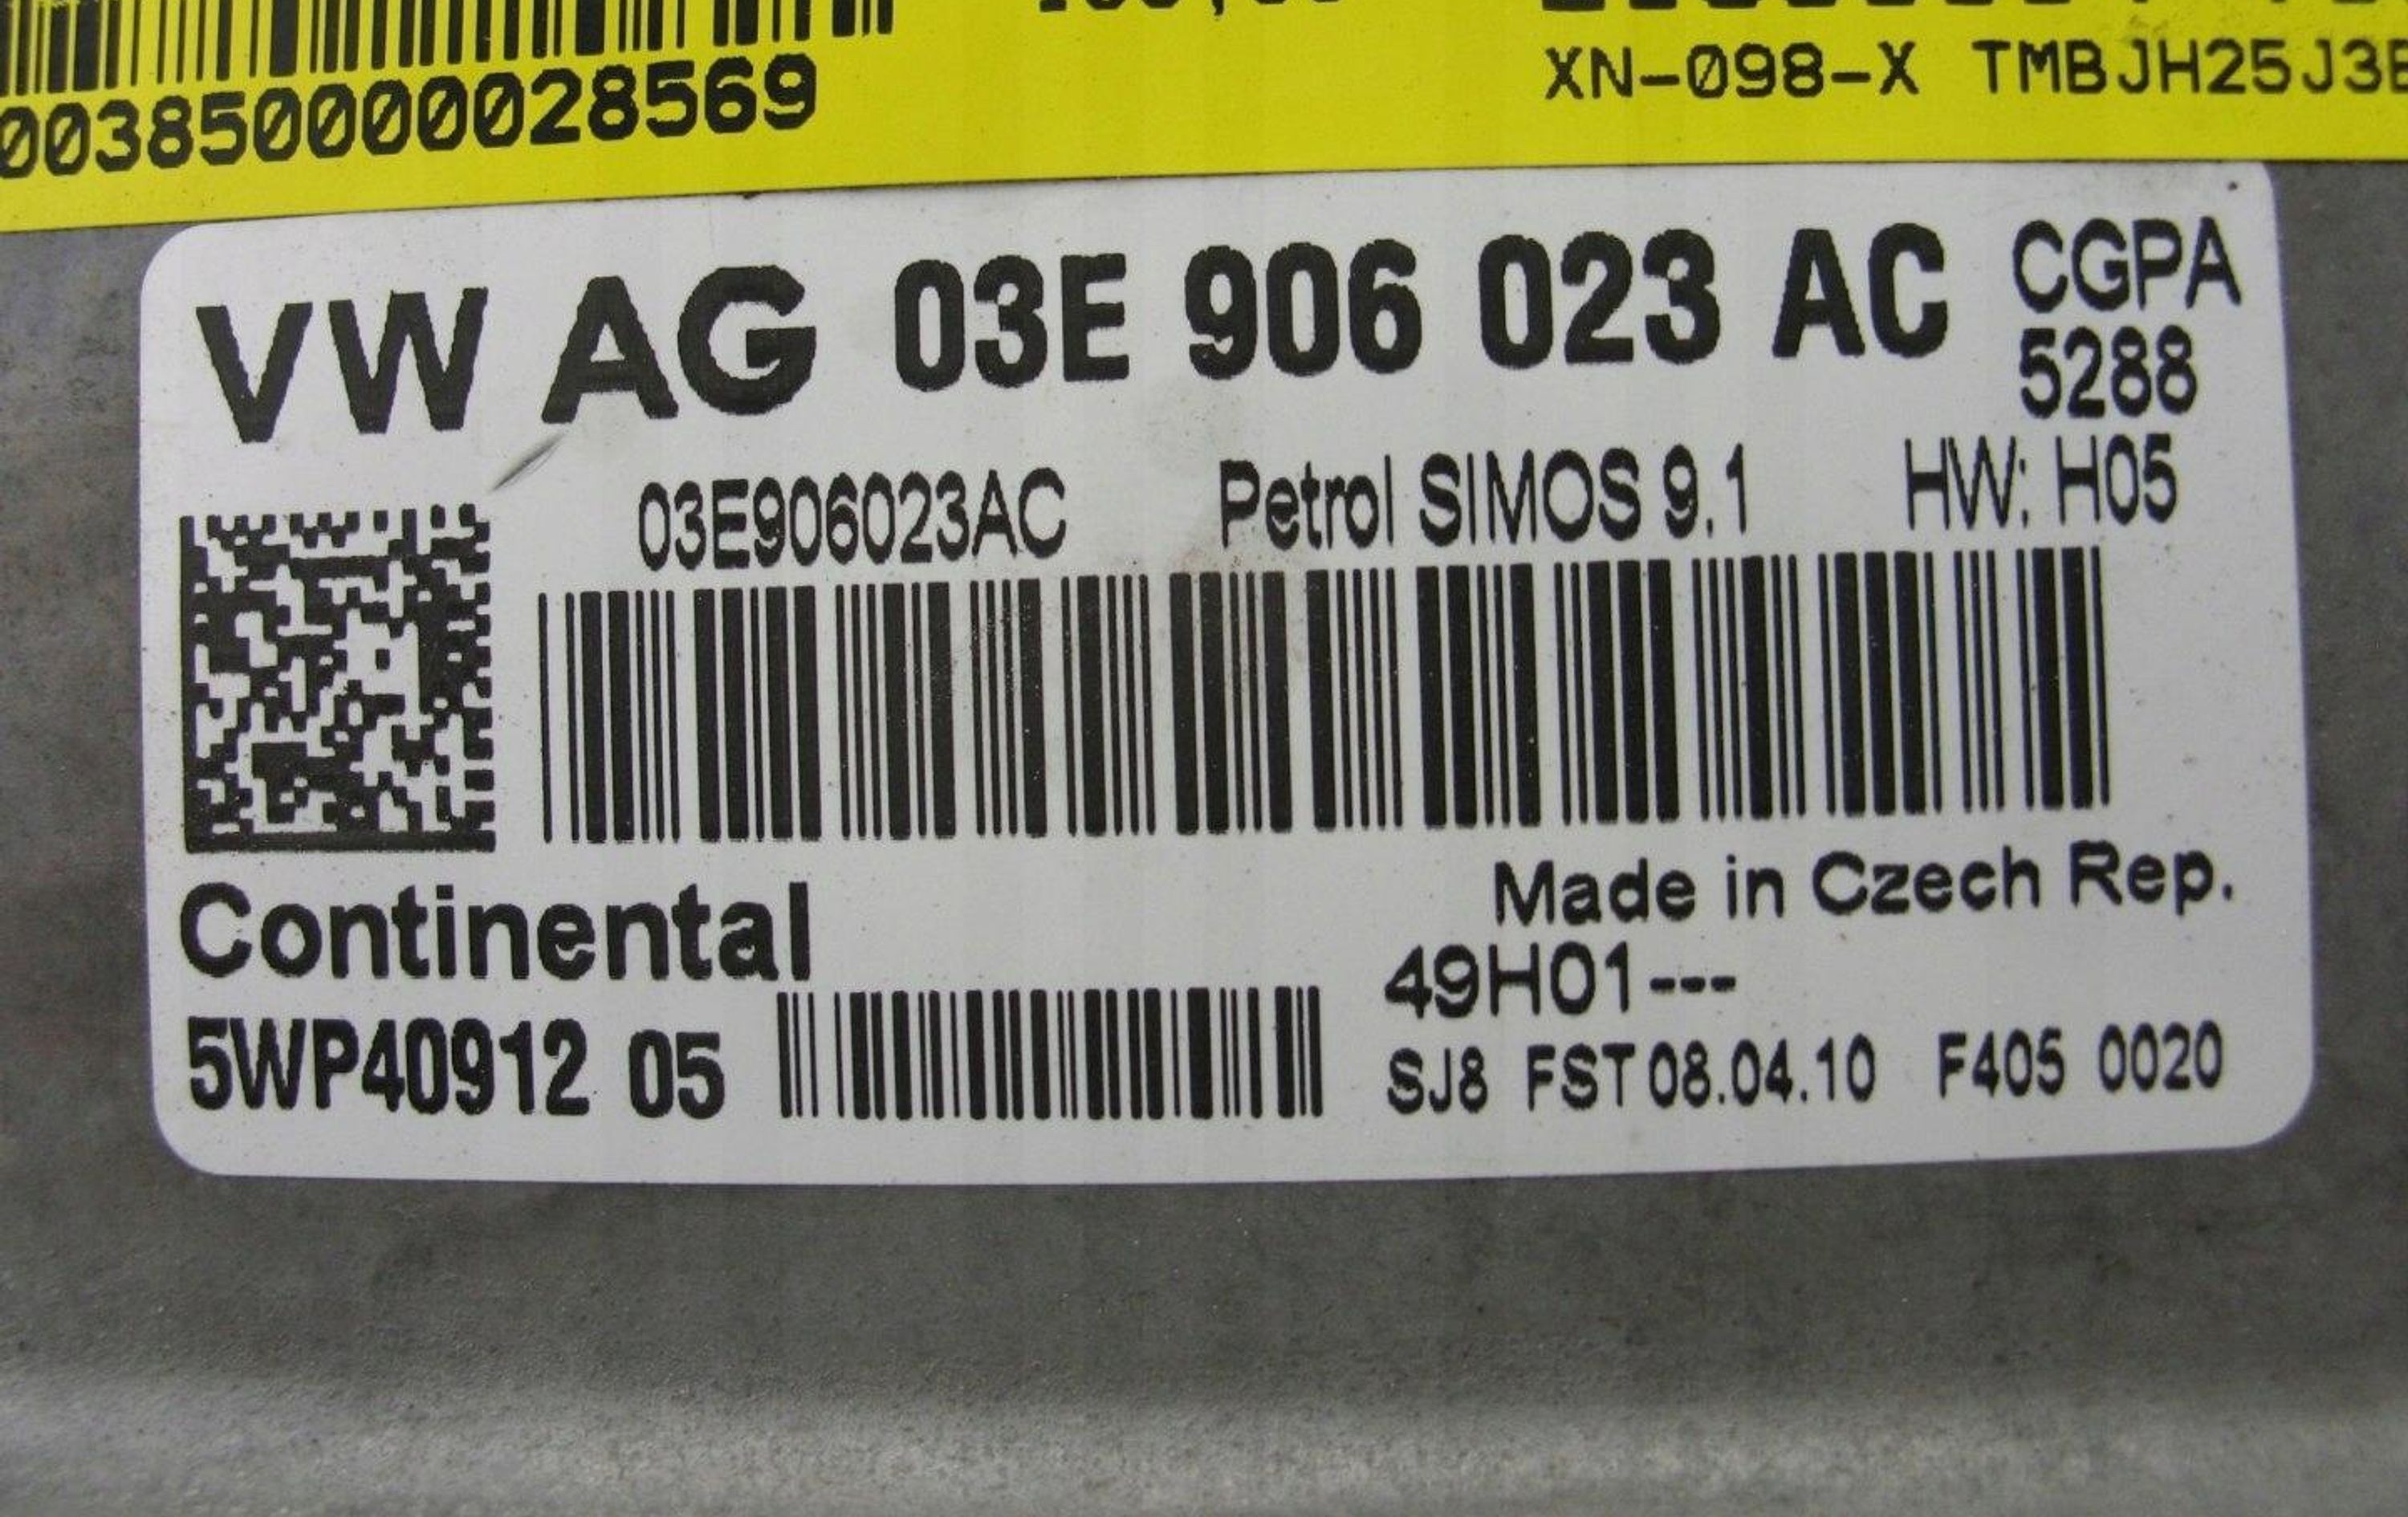 003850000028569
XN-098-X TMBJH25J3
VW AG 03E 906 023 AC CGPA
5288
03E906023AC Petrol SIMOS 9.1 HW: H05
Continental
Made in Czech Rep.
49H01---
5WP40912 05
SJ8 FST 08.04.10 F405 0020